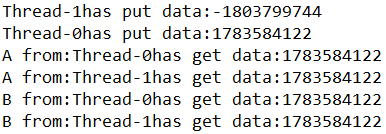 Thread-1has put data:-1803799744
Thread-0has put data:1783584122
A from:Thread-0has get data:1783584122
A from:Thread-1has get data:1783584122
B from:Thread-0has get data:1783584122
B from:Thread-1has get data:1783584122